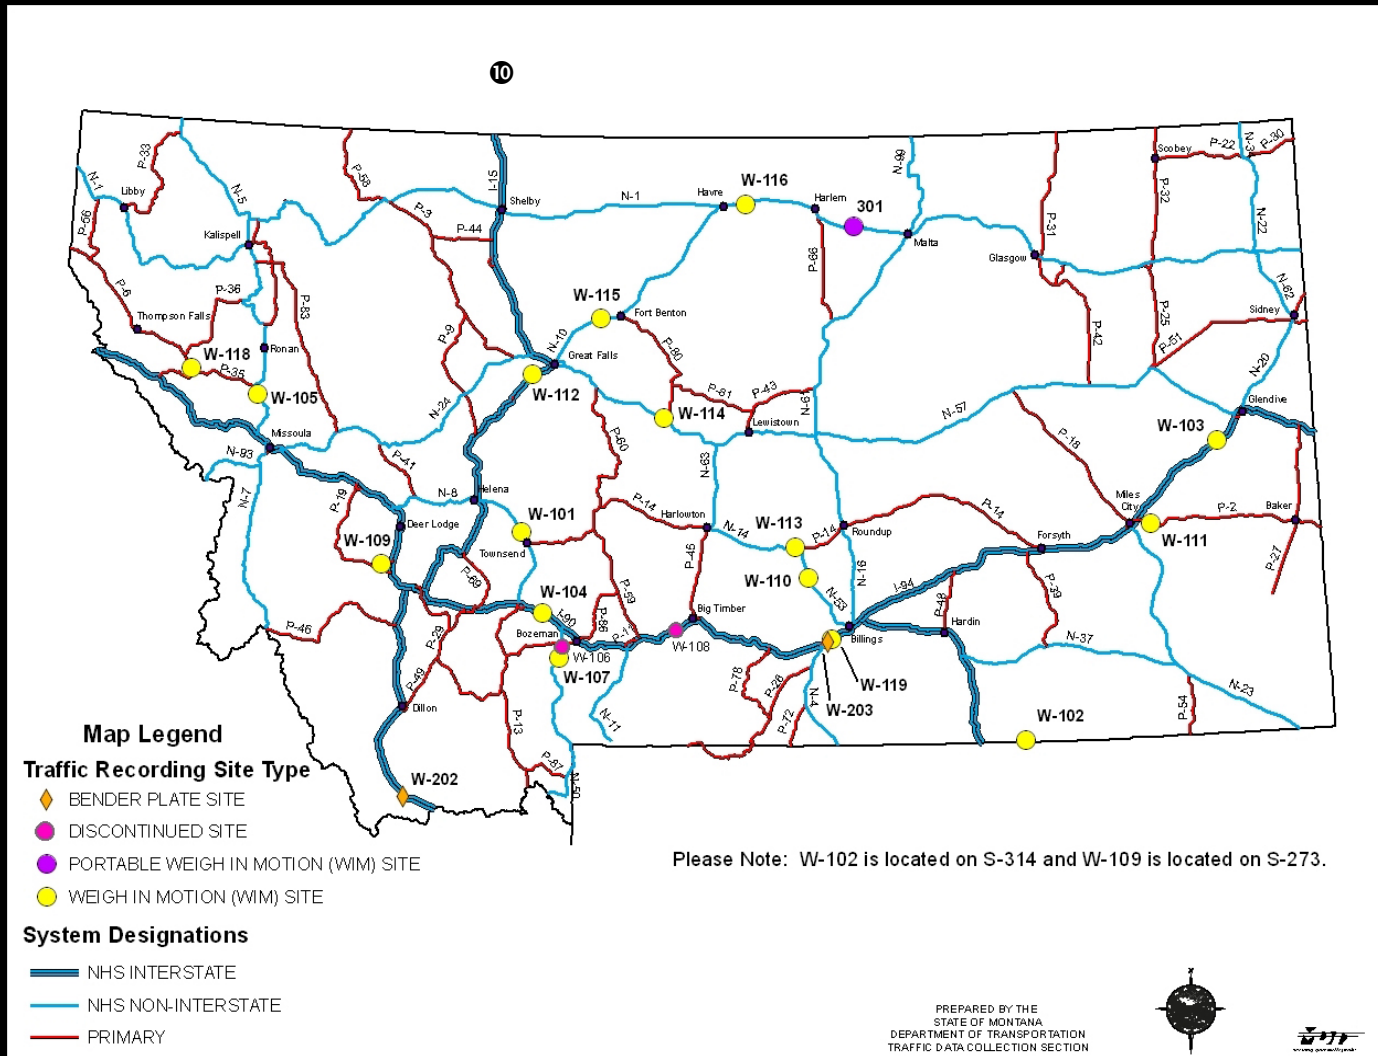 ❿
P-33
N-1
Libby
P-56
N-5
Kalispell
P-58
P-3
P-44
I-15
Shelby
N-1
Havre
W-116
Harlem
301
N-99
Malta
P-66
Glasgow
P-31
Scobey
P-22
N-3
P-30
P-32
N-22
N-62
Sidney
P-25
P-51
P-42
N-20
Glendive
P-6
P-36
Thompson Falls
P-83
W-118
P-35
Ronan
W-105
Missoula
N-93
N-7
P-9
N-24
W-115
Fort Benton
N-10
Great Falls
W-112
P-80
P-81
P-43
W-114
Lewistown
N-57
P-18
W-103
P-41
P-19
N-8
Helena
P-60
N-63
Deer Lodge
W-109
W-101
Townsend
P-14
Harlowton
N-14
W-113
P-14
Roundup
P-14
Forsyth
Miles
City
W-111
P-2
Baker
P-27
W-110
N-53
N-16
I-94
P-45
P-69
P-59
P-86
W-104
I-90
Bozeman
W-106
W-107
Big Timber
W-108
Billings
P-48
Hardin
P-39
N-37
N-23
P-54
P-46
P-29
P-49
Dillon
P-13
P-87
N-50
N-11
P-78
P-28
P-72
N-4
W-119
W-203
W-102
W-202
Map Legend
Traffic Recording Site Type
BENDER PLATE SITE
DISCONTINUED SITE
PORTABLE WEIGH IN MOTION (WIM) SITE
WEIGH IN MOTION (WIM) SITE
System Designations
NHS INTERSTATE
NHS NON-INTERSTATE
PRIMARY
Please Note: W-102 is located on S-314 and W-109 is located on S-273.
PREPARED BY THE
STATE OF MONTANA
DEPARTMENT OF TRANSPORTATION
TRAFFIC DATA COLLECTION SECTION